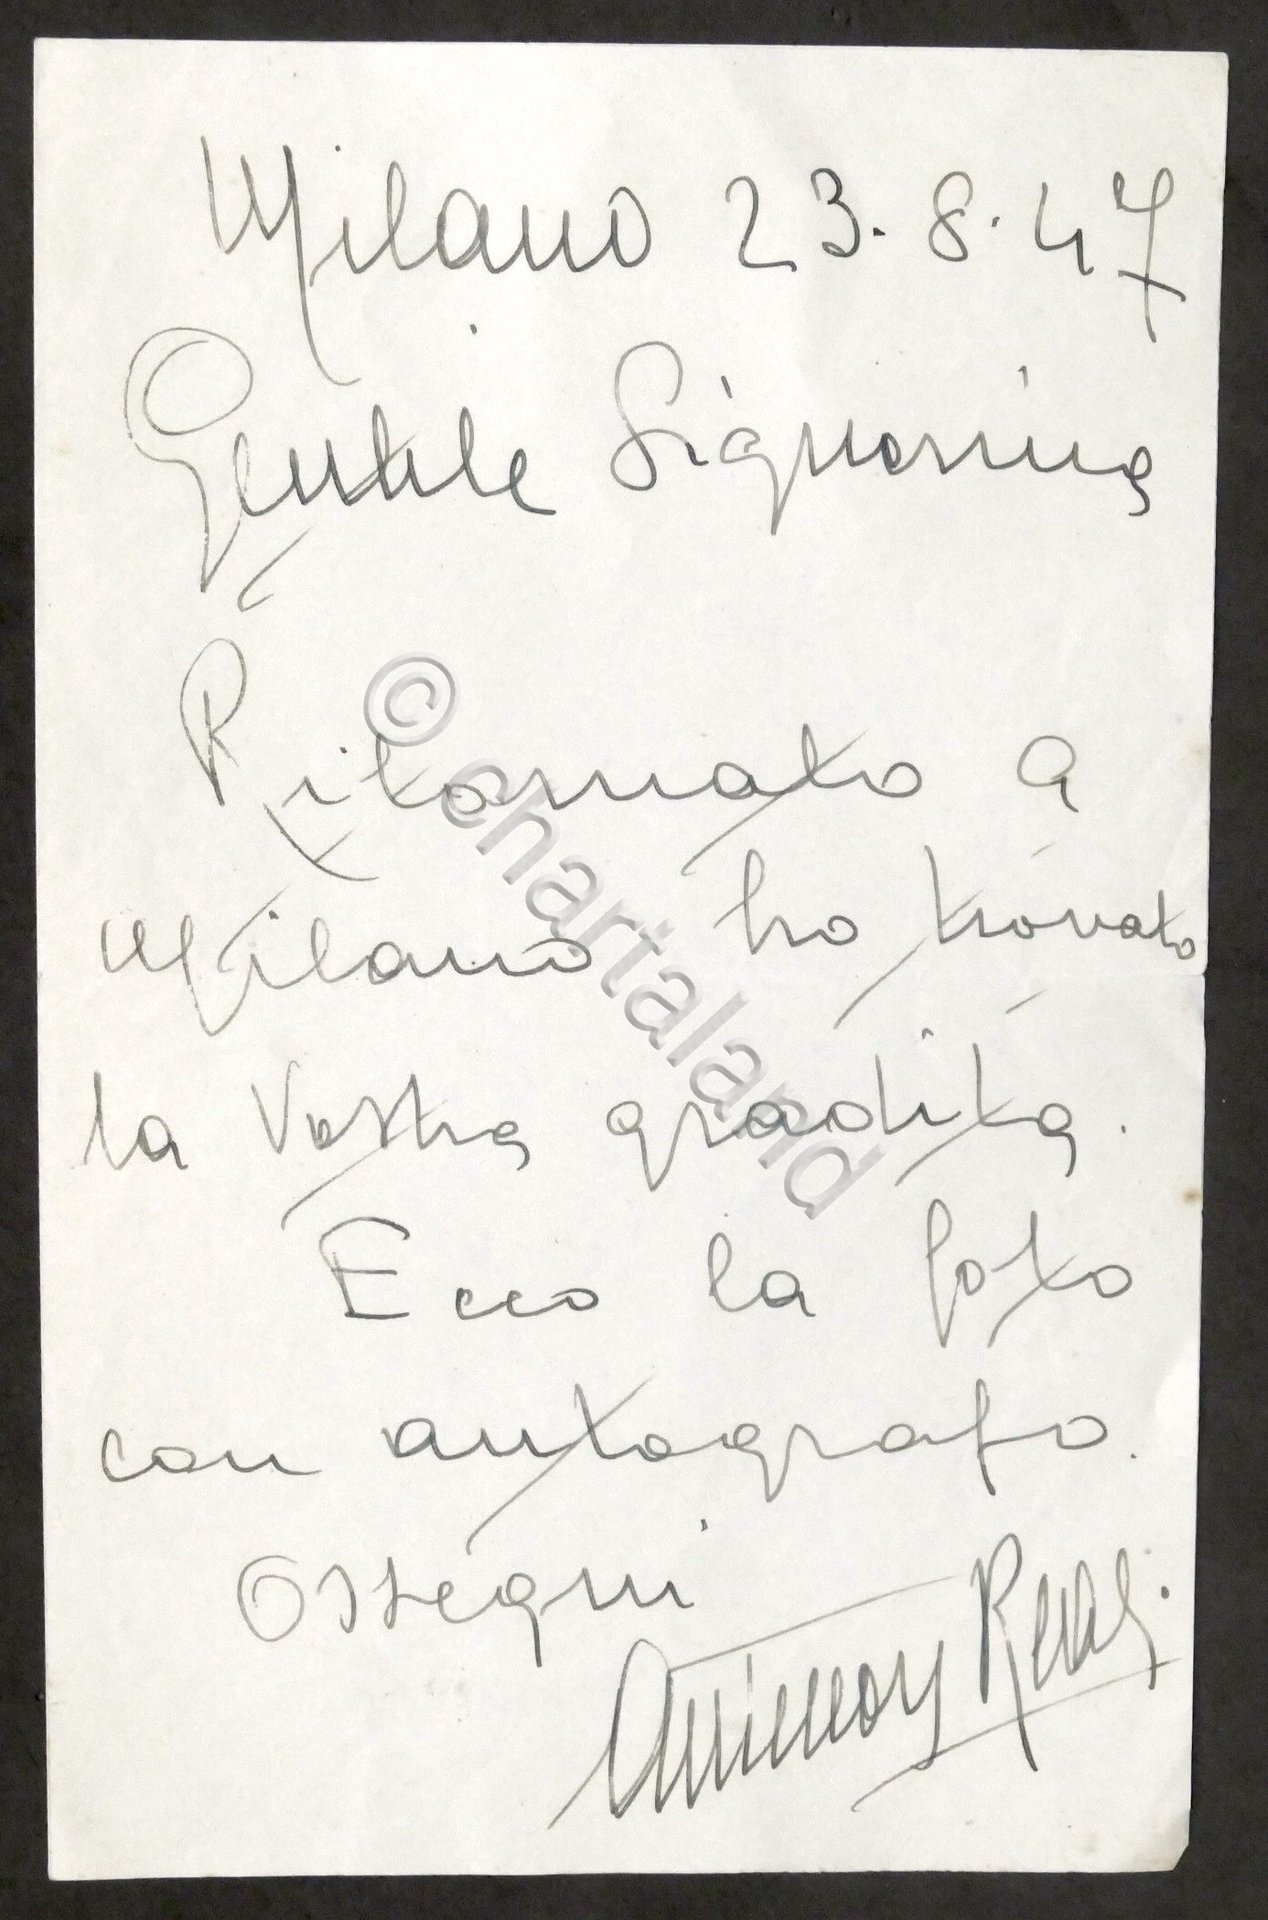 Milano 23.8.47
Gentile Signorina
Ritornato a
Milano ho trovato
la Vostra gradita.
Ecco la foto
con autografo.
Ossequi
© chartaland